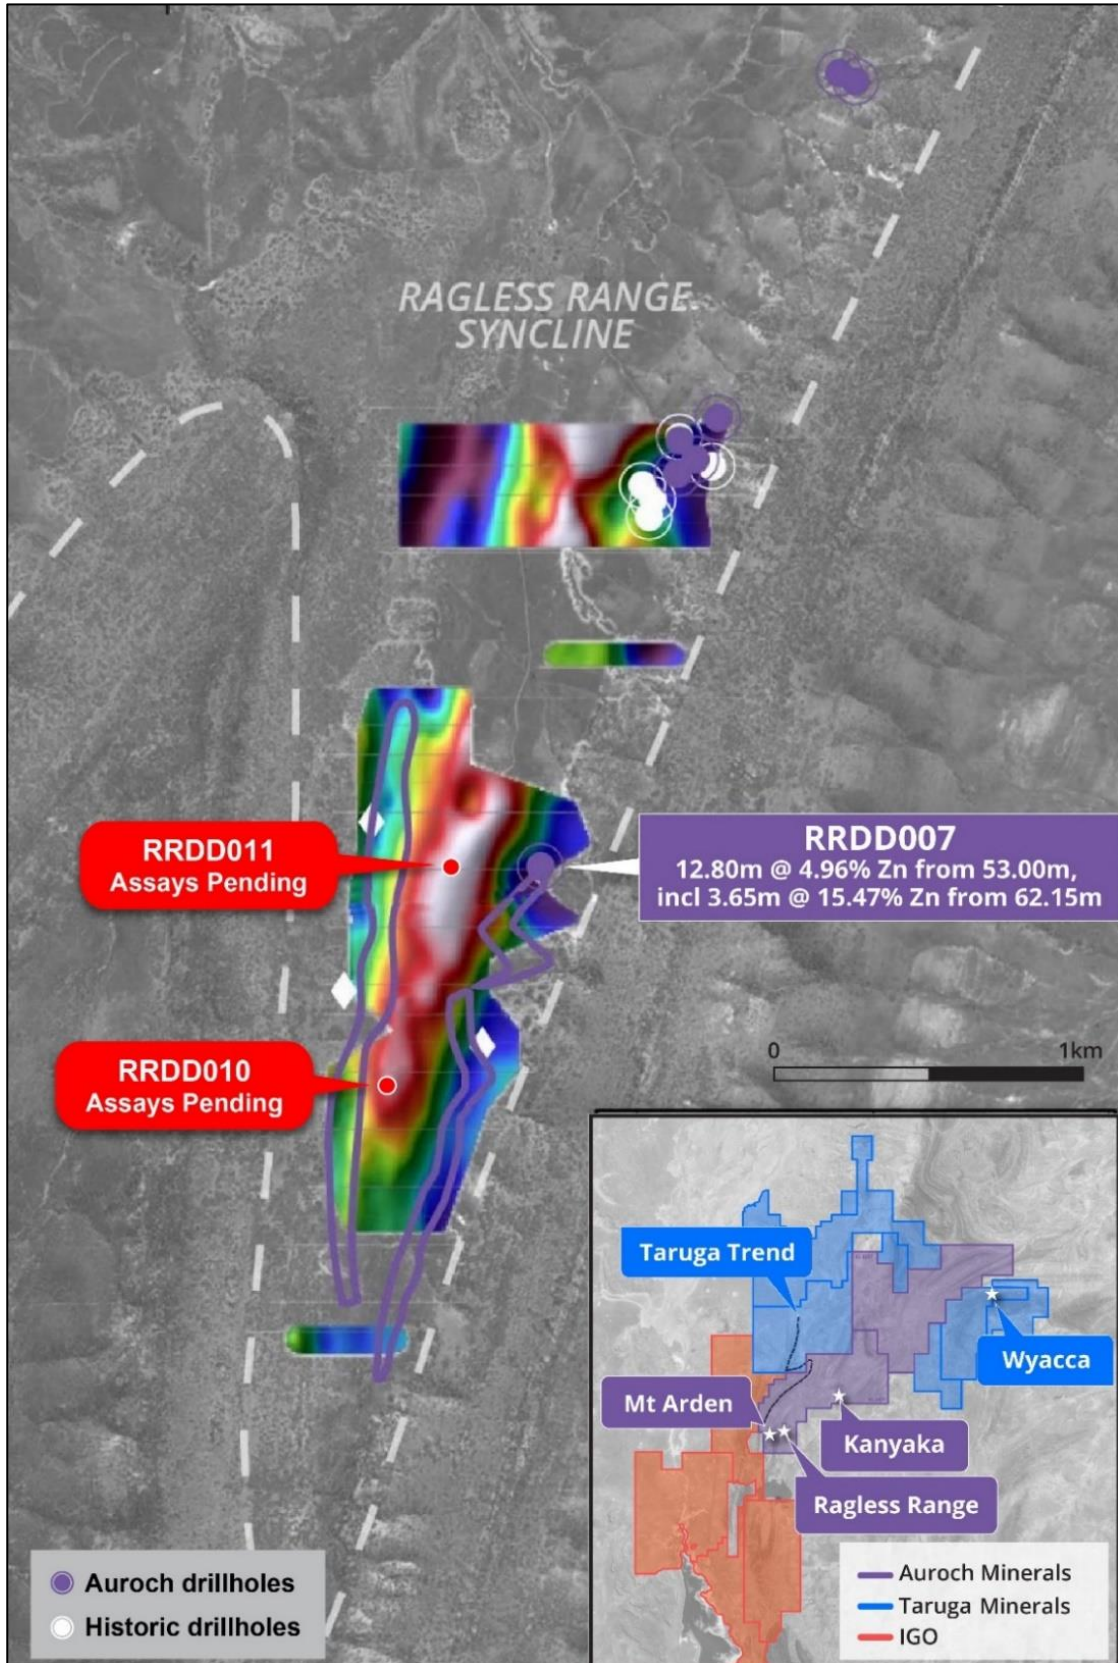 RAGLESS RANGE
SYNCLINE
RRDD011
Assays Pending
RRDD007
12.80m @ 4.96% Zn from 53.00m,
incl 3.65m @ 15.47% Zn from 62.15m
RRDD010
Assays Pending
0 1km
Taruga Trend
Wyacca
Mt Arden
Kanyaka
Ragless Range
Auroch drillholes
Historic drillholes
Auroch Minerals
Taruga Minerals
IGO